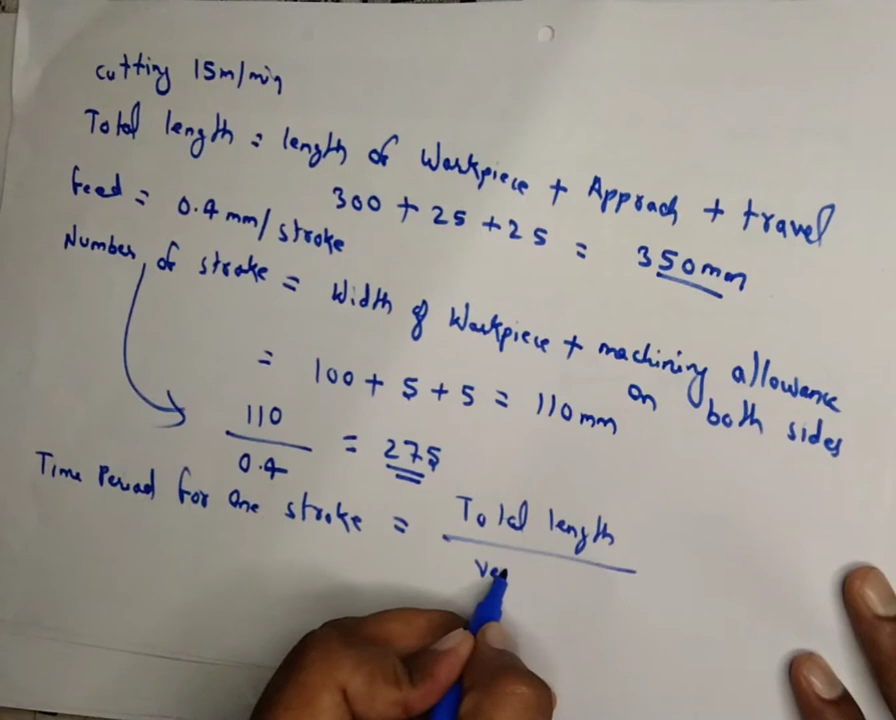 cutting 15m/min
Total length = length of workpiece + Approach + travel
300 + 25 + 25 = 350mm
Feed = 0.4 mm/stroke
Number of stroke = Width of workpiece + machining allowance on both sides
= 100 + 5 + 5 = 110mm
110 / 0.4 = 275
Time Period for one stroke = Total length
Ve